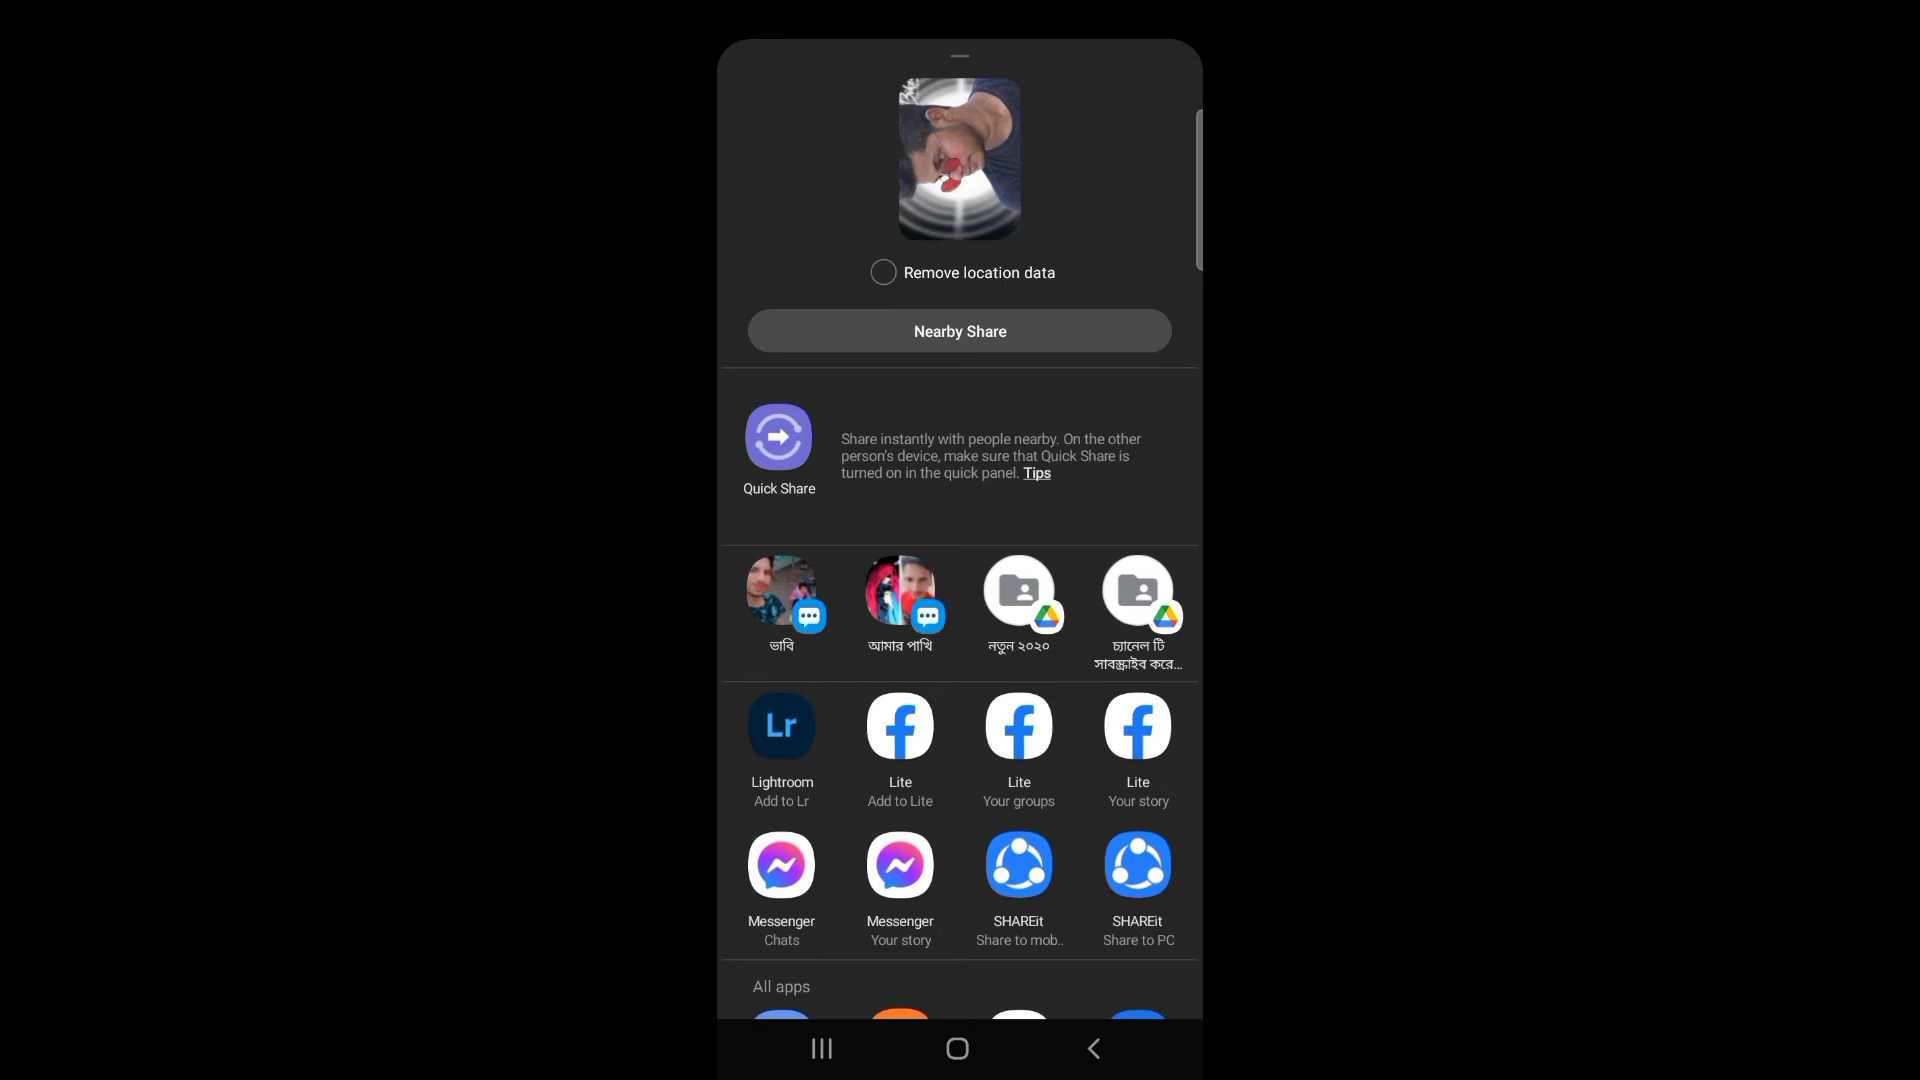 Remove location data
Nearby Share
Share instantly with people nearby. On the other
person's device, make sure that Quick Share is
turned on in the quick panel. Tips
Quick Share
ভাবি
আমার পাখি
নতুন ২০২০
চ্যানেল টি
সাবস্ক্রাইব করে...
Lr
Lightroom
Add to Lr
Lite
Add to Lite
Lite
Your groups
Lite
Your story
Messenger
Chats
Messenger
Your story
SHAREit
Share to mob..
SHAREit
Share to PC
All apps